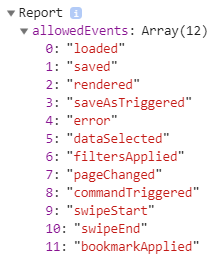 Report i
allowedEvents: Array(12)
0: "loaded"
1: "saved"
2: "rendered"
3: "saveAsTriggered"
4: "error"
5: "dataSelected"
6: "filtersApplied"
7: "pageChanged"
8: "commandTriggered"
9: "swipeStart"
10: "swipeEnd"
11: "bookmarkApplied"